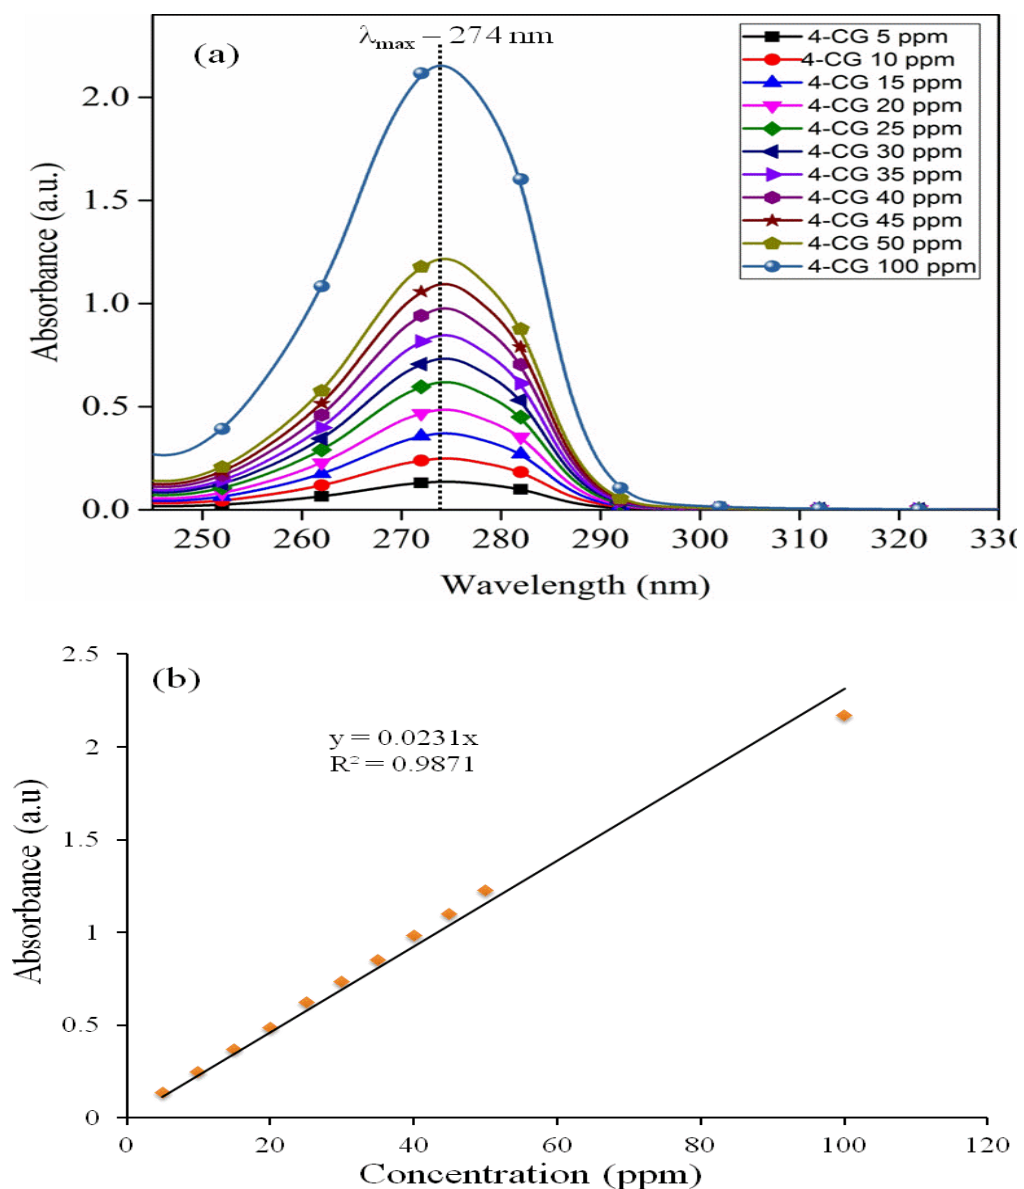 (a)
λmax – 274 nm
4-CG 5 ppm
4-CG 10 ppm
4-CG 15 ppm
4-CG 20 ppm
4-CG 25 ppm
4-CG 30 ppm
4-CG 35 ppm
4-CG 40 ppm
4-CG 45 ppm
4-CG 50 ppm
4-CG 100 ppm
Absorbance (a.u.)
2.0
1.5
1.0
0.5
0.0
250 260 270 280 290 300 310 320 330
Wavelength (nm)
(b)
y = 0.0231x
R² = 0.9871
Absorbance (a.u)
2.5
2
1.5
1
0.5
0
0 20 40 60 80 100 120
Concentration (ppm)